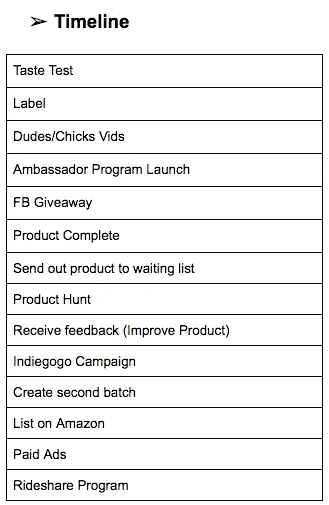 ➢ Timeline
Taste Test
Label
Dudes/Chicks Vids
Ambassador Program Launch
FB Giveaway
Product Complete
Send out product to waiting list
Product Hunt
Receive feedback (Improve Product)
Indiegogo Campaign
Create second batch
List on Amazon
Paid Ads
Rideshare Program